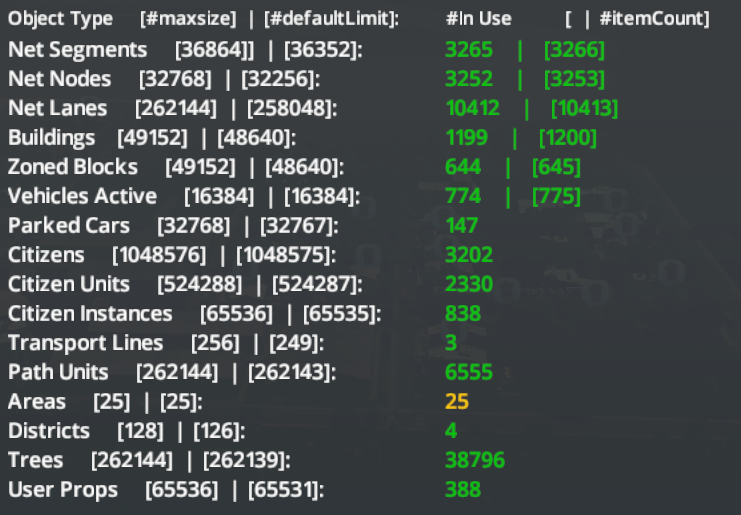 Object Type [#maxsize] | [#defaultLimit]: #In Use [ | #itemCount]
Net Segments [36864]] | [36352]: 3265 | [3266]
Net Nodes [32768] | [32256]: 3252 | [3253]
Net Lanes [262144] | [258048]: 10412 | [10413]
Buildings [49152] | [48640]: 1199 | [1200]
Zoned Blocks [49152] | [48640]: 644 | [645]
Vehicles Active [16384] | [16384]: 774 | [775]
Parked Cars [32768] | [32767]: 147
Citizens [1048576] | [1048575]: 3202
Citizen Units [524288] | [524287]: 2330
Citizen Instances [65536] | [65535]: 838
Transport Lines [256] | [249]: 3
Path Units [262144] | [262143]: 6555
Areas [25] | [25]: 25
Districts [128] | [126]: 4
Trees [262144] | [262139]: 38796
User Props [65536] | [65531]: 388